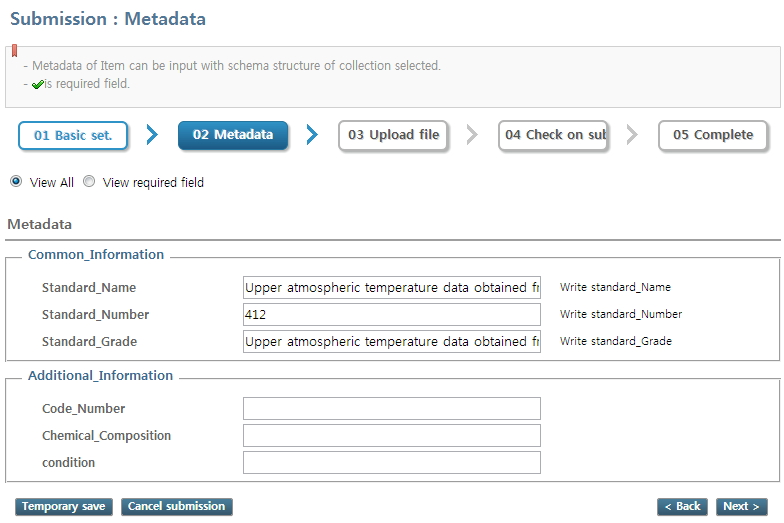 Submission : Metadata
- Metadata of Item can be input with schema structure of collection selected.
- is required field.
01 Basic set. 02 Metadata 03 Upload file 04 Check on sub 05 Complete
View All View required field
Metadata
Common_Information
Standard_Name Upper atmospheric temperature data obtained fr Write standard_Name
Standard_Number 412 Write standard_Number
Standard_Grade Upper atmospheric temperature data obtained fr Write standard_Grade
Additional_Information
Code_Number
Chemical_Composition
condition
Temporary save Cancel submission < Back Next >